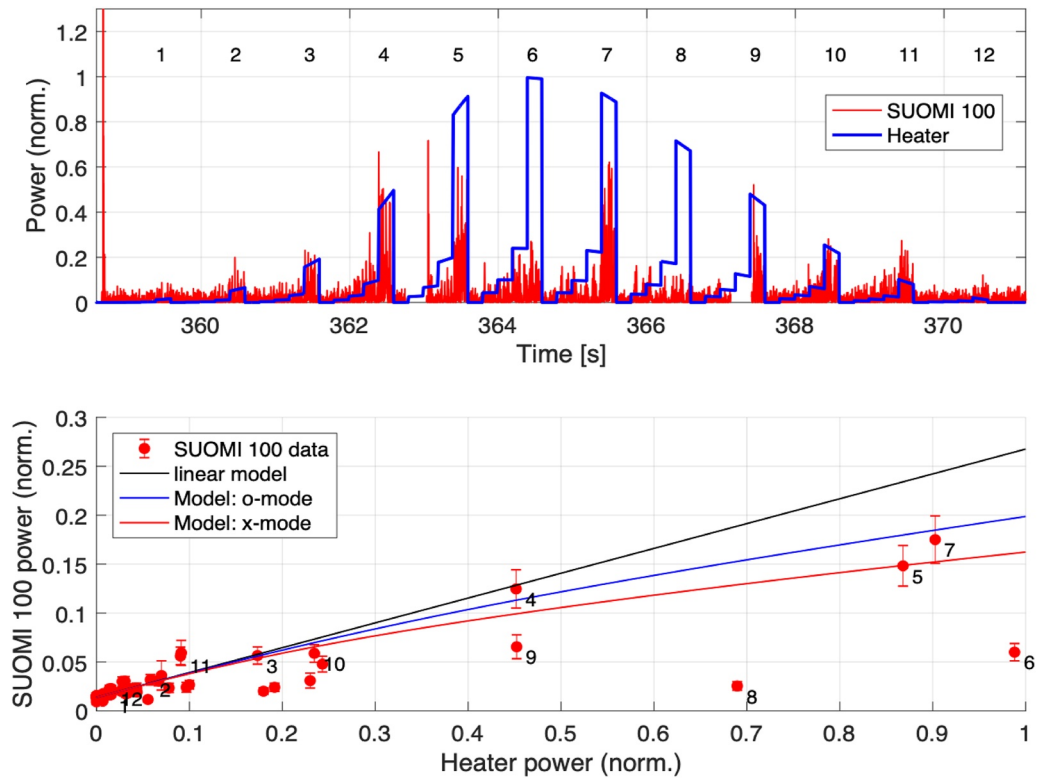 1.2
1 2 3 4 5 6 7 8 9 10 11 12
1
0.8
0.6
0.4
0.2
0
Power (norm.)
SUOMI 100
Heater
360 362 364 366 368 370
Time [s]
0.3
0.25
0.2
0.15
0.1
0.05
0
SUOMI 100 power (norm.)
SUOMI 100 data
linear model
Model: o-mode
Model: x-mode
7
5
4
11 3 10 9 6
2 8
12
1
0 0.1 0.2 0.3 0.4 0.5 0.6 0.7 0.8 0.9 1
Heater power (norm.)